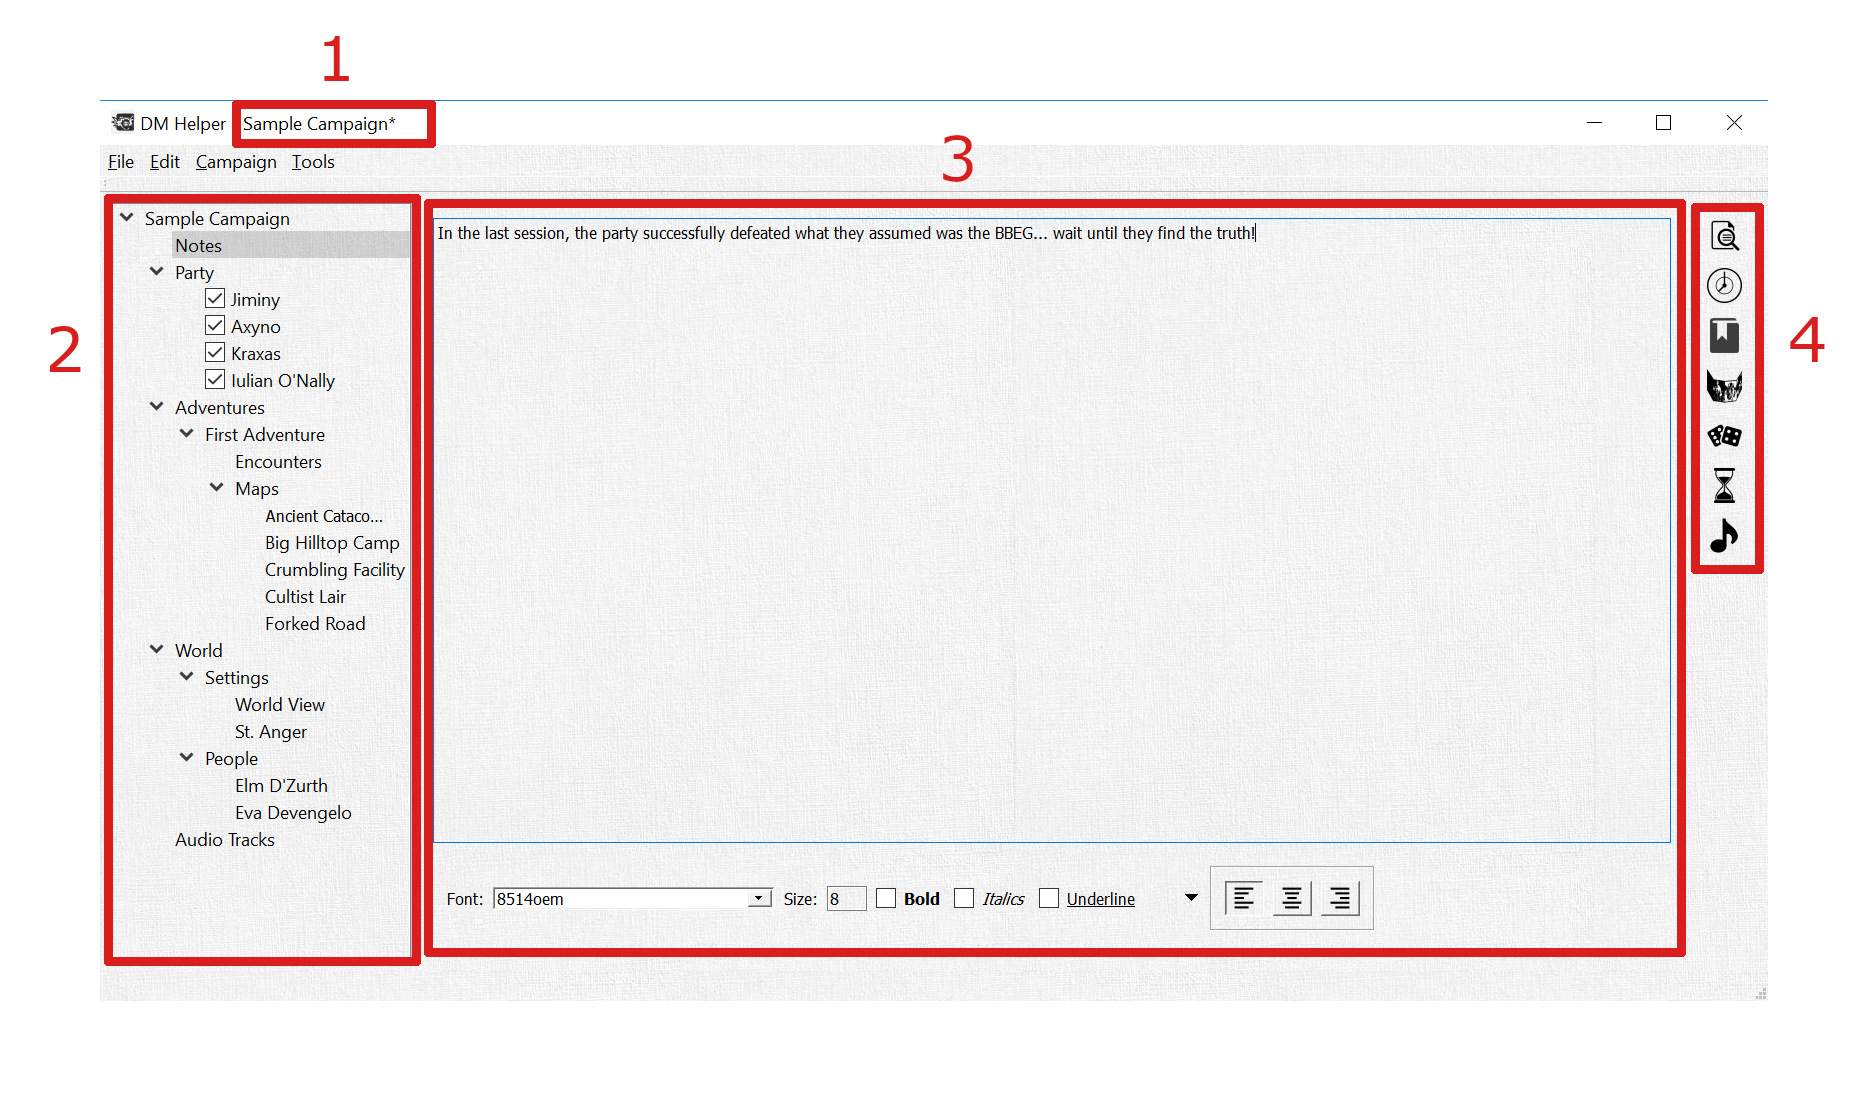 1
DM Helper Sample Campaign*
3
File Edit Campaign Tools
2
Sample Campaign
Notes
Party
Jiminy
Axyno
Kraxas
Iulian O'Nally
Adventures
First Adventure
Encounters
Maps
Ancient Cataco...
Big Hilltop Camp
Crumbling Facility
Cultist Lair
Forked Road
World
Settings
World View
St. Anger
People
Elm D'Zurth
Eva Devengelo
Audio Tracks
In the last session, the party successfully defeated what they assumed was the BBEG... wait until they find the truth!
Font: 8514oem Size: 8 Bold Italics Underline
4